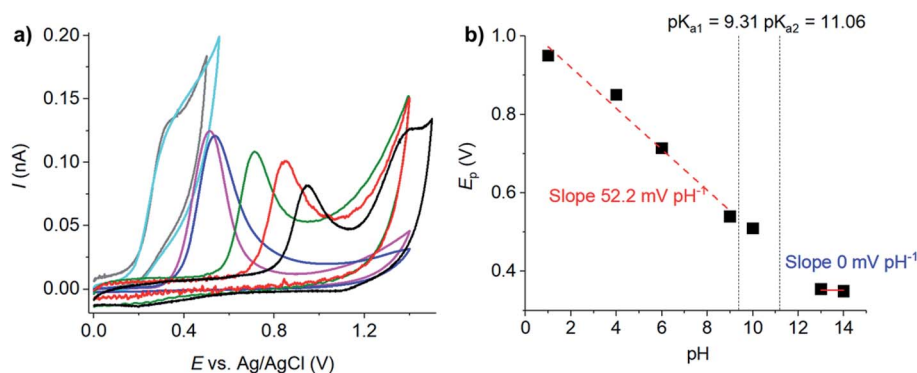 a)
0.20
0.15
0.10
0.05
0.00
I (nA)
0.0 0.4 0.8 1.2
E vs. Ag/AgCl (V)
b)
pKa1 = 9.31 pKa2 = 11.06
1.0
0.8
0.6
0.4
Ep (V)
Slope 52.2 mV pH-1
Slope 0 mV pH-1
0 2 4 6 8 10 12 14
pH